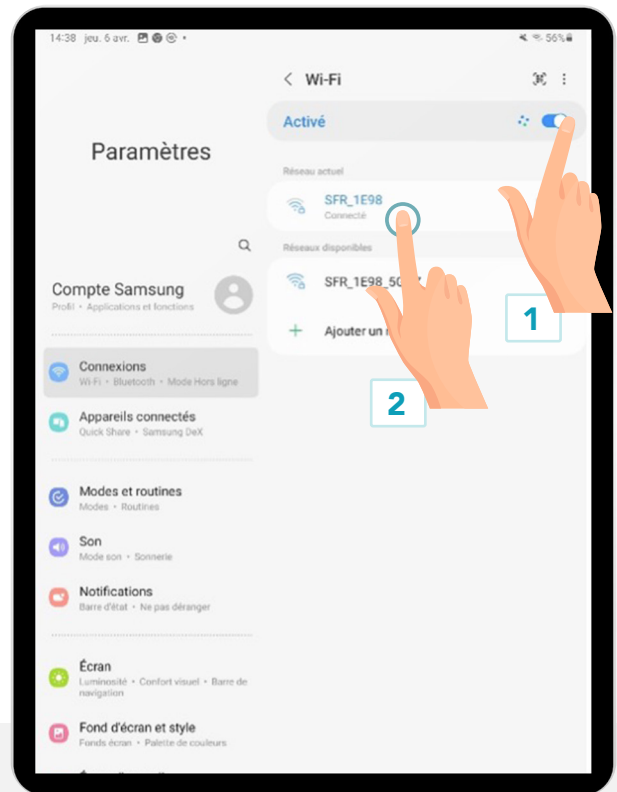 14:38 jeu. 6 avr. •
56%
< Wi-Fi
Activé
Paramètres
Réseau actuel
SFR_1E98
Connecté
Réseaux disponibles
SFR_1E98_5
+ Ajouter un
1
2
Compte Samsung
Profil • Applications et fonctions
Connexions
Wi-Fi • Bluetooth • Mode Hors ligne
Appareils connectés
Quick Share • Samsung DeX
Modes et routines
Modes • Routines
Son
Mode son • Sonnerie
Notifications
Barre d'état • Ne pas déranger
Écran
Luminosité • Confort visuel • Barre de
navigation
Fond d'écran et style
Fonds écran • Palette de couleurs